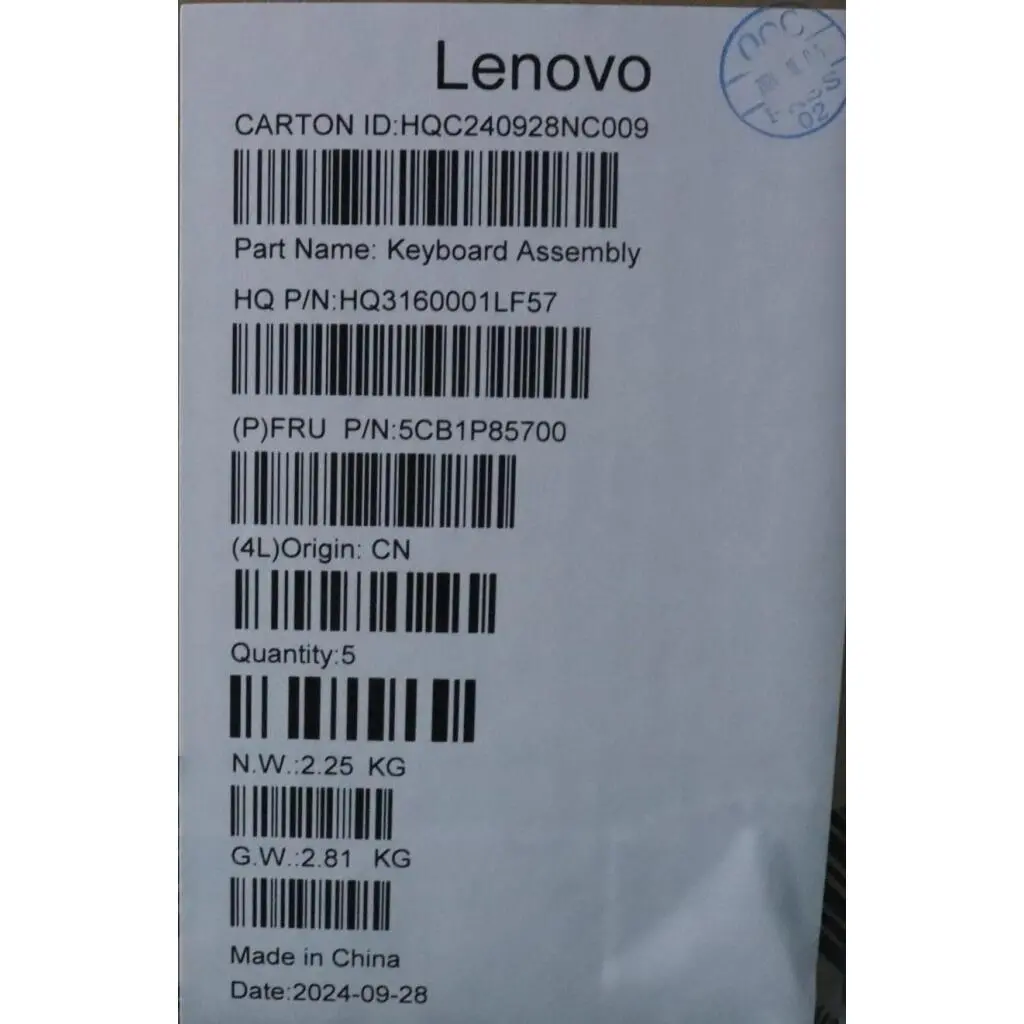 Lenovo
CARTON ID:HQC240928NC009
Part Name: Keyboard Assembly
HQ P/N:HQ3160001LF57
(P)FRU P/N:5CB1P85700
(4L)Origin: CN
Quantity:5
N.W.:2.25 KG
G.W.:2.81 KG
Made in China
Date:2024-09-28
02